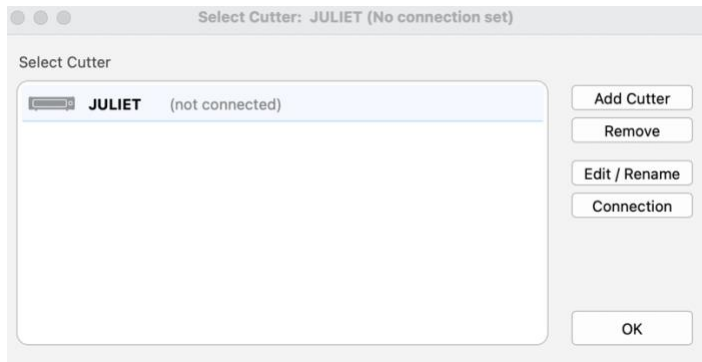 Select Cutter: JULIET (No connection set)
Select Cutter
JULIET (not connected)
Add Cutter
Remove
Edit / Rename
Connection
OK